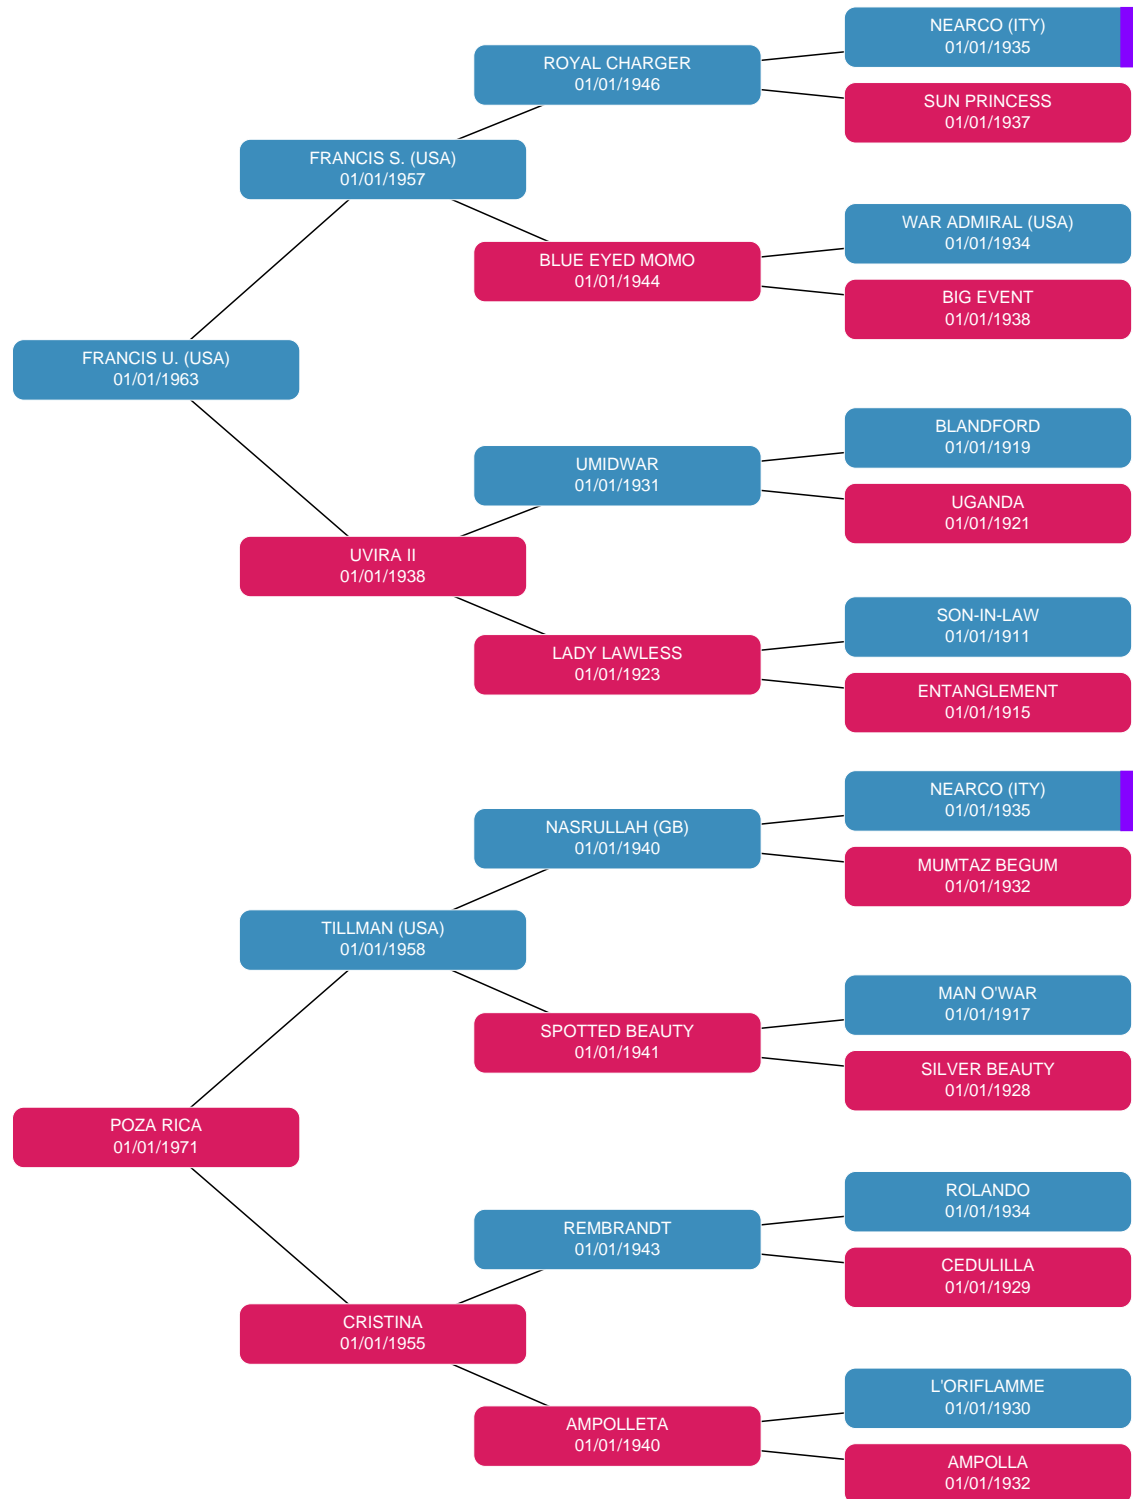 NEARCO (ITY)
01/01/1935
ROYAL CHARGER
01/01/1946
SUN PRINCESS
01/01/1937
FRANCIS S. (USA)
01/01/1957
WAR ADMIRAL (USA)
01/01/1934
BLUE EYED MOMO
01/01/1944
BIG EVENT
01/01/1938
FRANCIS U. (USA)
01/01/1963
BLANDFORD
01/01/1919
UMIDWAR
01/01/1931
UGANDA
01/01/1921
UVIRA II
01/01/1938
SON-IN-LAW
01/01/1911
LADY LAWLESS
01/01/1923
ENTANGLEMENT
01/01/1915
NEARCO (ITY)
01/01/1935
NASRULLAH (GB)
01/01/1940
MUMTAZ BEGUM
01/01/1932
TILLMAN (USA)
01/01/1958
MAN O'WAR
01/01/1917
SPOTTED BEAUTY
01/01/1941
SILVER BEAUTY
01/01/1928
POZA RICA
01/01/1971
ROLANDO
01/01/1934
REMBRANDT
01/01/1943
CEDULILLA
01/01/1929
CRISTINA
01/01/1955
L'ORIFLAMME
01/01/1930
AMPOLLETA
01/01/1940
AMPOLLA
01/01/1932